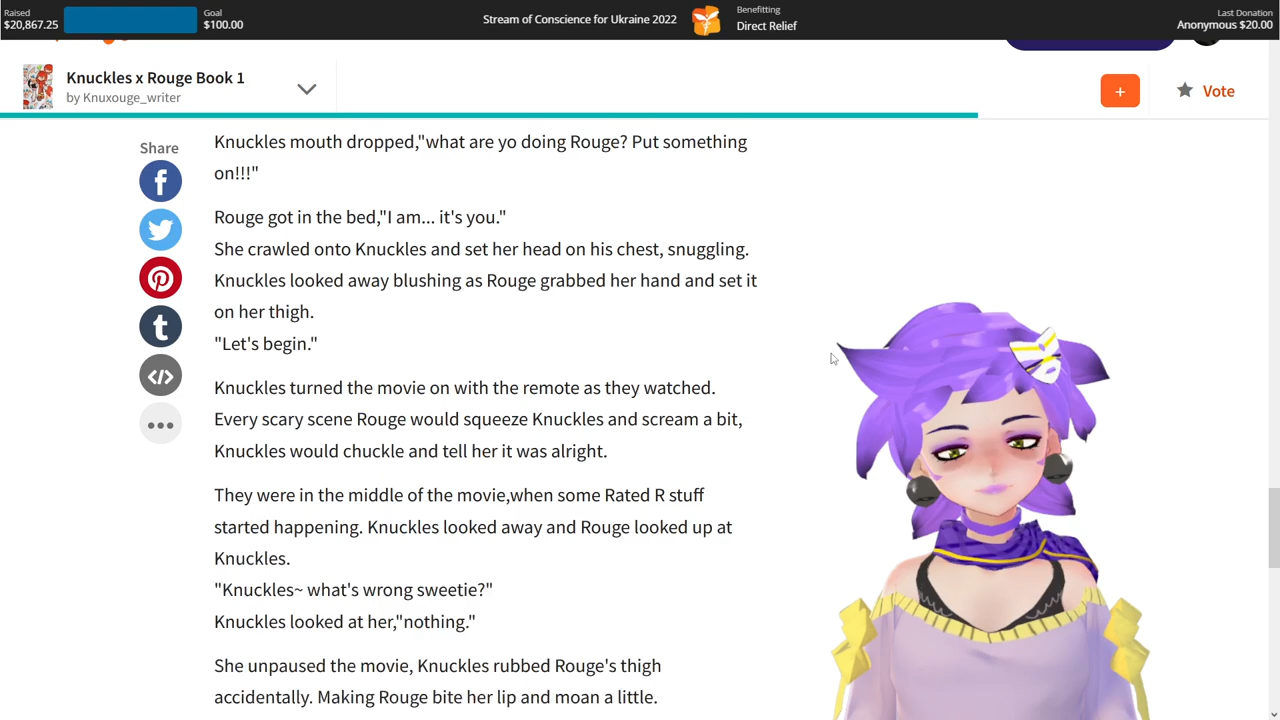 Raised
$20,867.25
Goal
$100.00
Stream of Conscience for Ukraine 2022
Benefitting
Direct Relief
Last Donation
Anonymous $20.00
Knuckles x Rouge Book 1
by Knuxouge_writer
+
Vote
Share
Knuckles mouth dropped,"what are yo doing Rouge? Put something
on!!!"
Rouge got in the bed,"I am... it's you."
She crawled onto Knuckles and set her head on his chest, snuggling.
Knuckles looked away blushing as Rouge grabbed her hand and set it
on her thigh.
"Let's begin."
Knuckles turned the movie on with the remote as they watched.
Every scary scene Rouge would squeeze Knuckles and scream a bit,
Knuckles would chuckle and tell her it was alright.
They were in the middle of the movie,when some Rated R stuff
started happening. Knuckles looked away and Rouge looked up at
Knuckles.
"Knuckles~ what's wrong sweetie?"
Knuckles looked at her,"nothing."
She unpaused the movie, Knuckles rubbed Rouge's thigh
accidentally. Making Rouge bite her lip and moan a little.